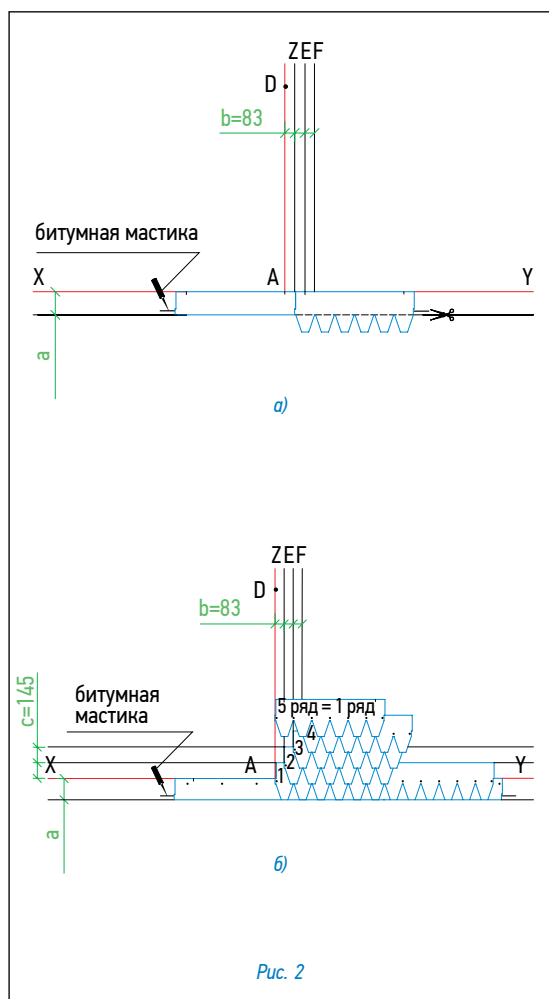 ZEF
D
b=83
битумная мастика
X
A
Y
a
а)
ZEF
D
b=83
c=145
битумная
мастика
5 ряд = 1 ряд
4
3
X
A
2
Y
1
a
б)
Рис. 2